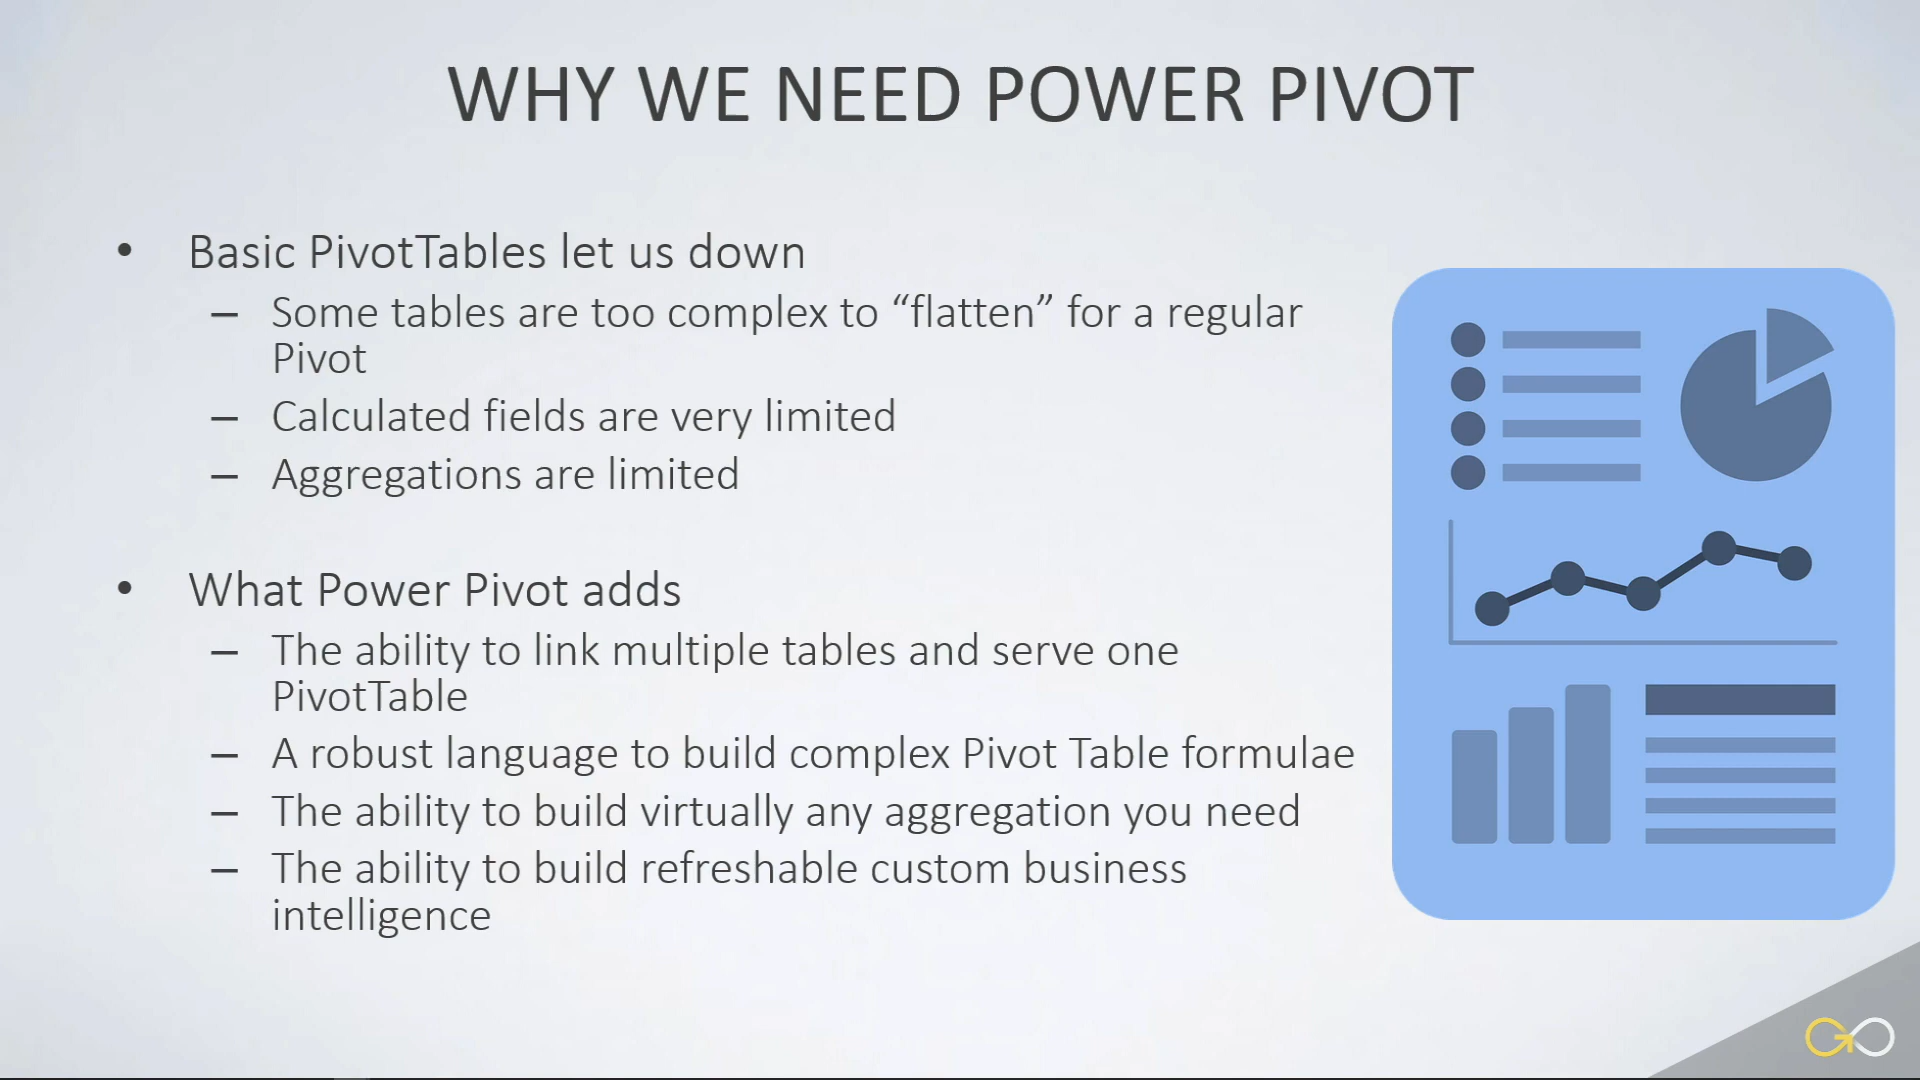 WHY WE NEED POWER PIVOT
• Basic PivotTables let us down
– Some tables are too complex to “flatten” for a regular
Pivot
– Calculated fields are very limited
– Aggregations are limited
• What Power Pivot adds
– The ability to link multiple tables and serve one
PivotTable
– A robust language to build complex Pivot Table formulae
– The ability to build virtually any aggregation you need
– The ability to build refreshable custom business
intelligence
GO